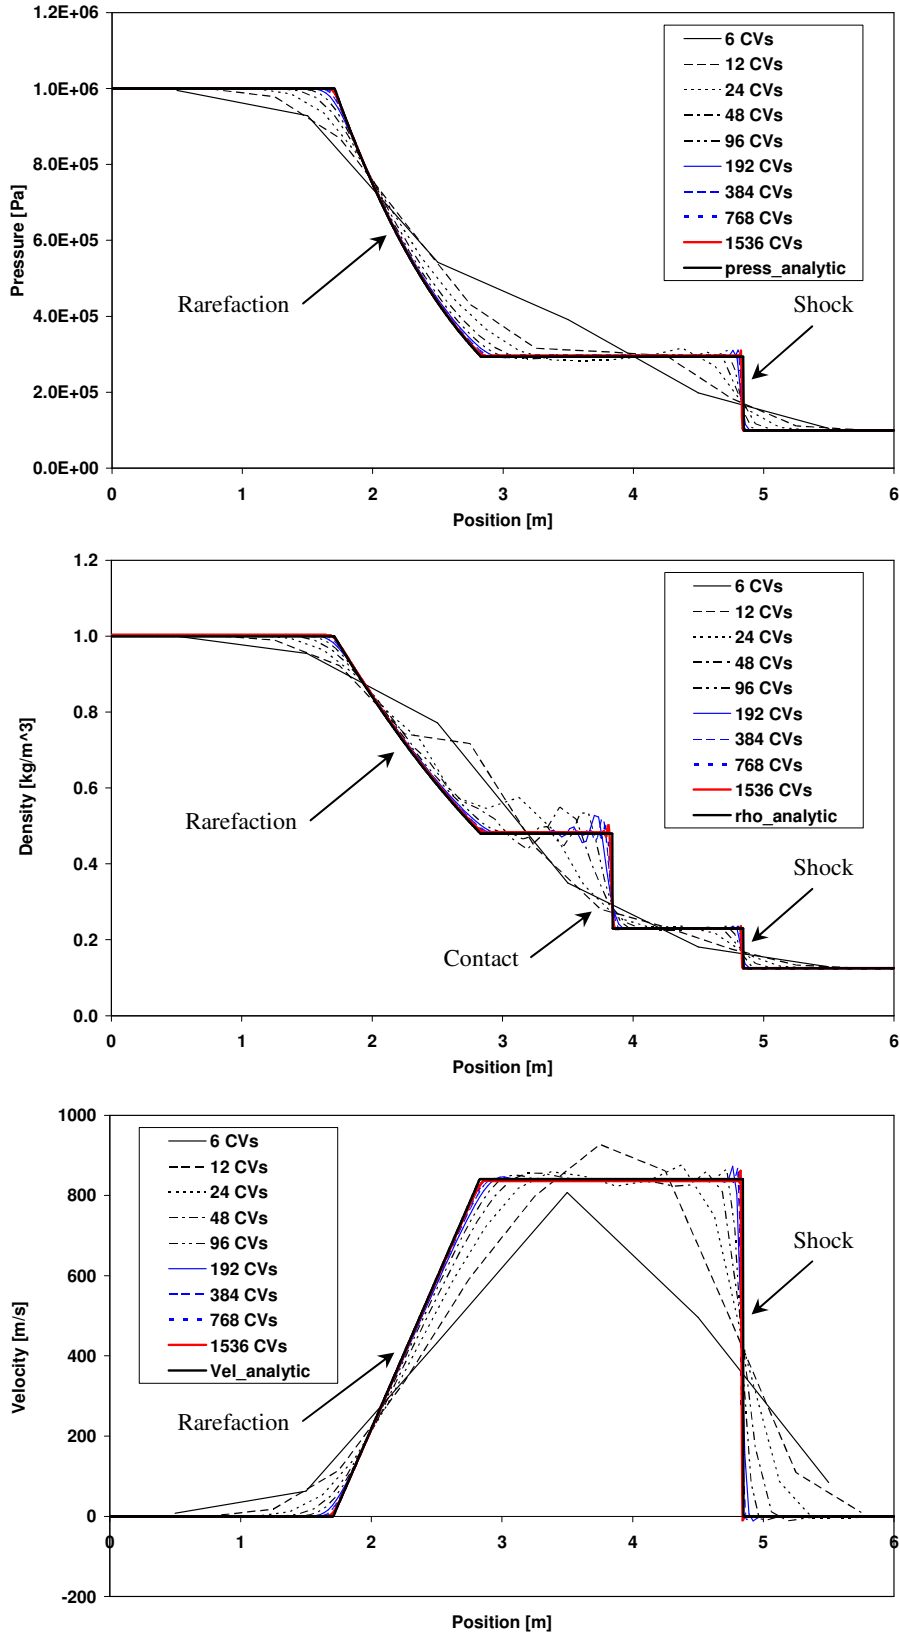 1.2E+06
1.0E+06
8.0E+05
6.0E+05
4.0E+05
2.0E+05
0.0E+00
Pressure [Pa]
6 CVs
12 CVs
24 CVs
48 CVs
96 CVs
192 CVs
384 CVs
768 CVs
1536 CVs
press_analytic
Rarefaction
Shock
0 1 2 3 4 5 6
Position [m]
1.2
1.0
0.8
0.6
0.4
0.2
0.0
Density [kg/m^3]
6 CVs
12 CVs
24 CVs
48 CVs
96 CVs
192 CVs
384 CVs
768 CVs
1536 CVs
rho_analytic
Rarefaction
Contact
Shock
0 1 2 3 4 5 6
Position [m]
1000
800
600
400
200
0
-200
Velocity [m/s]
6 CVs
12 CVs
24 CVs
48 CVs
96 CVs
192 CVs
384 CVs
768 CVs
1536 CVs
Vel_analytic
Rarefaction
Shock
0 1 2 3 4 5 6
Position [m]